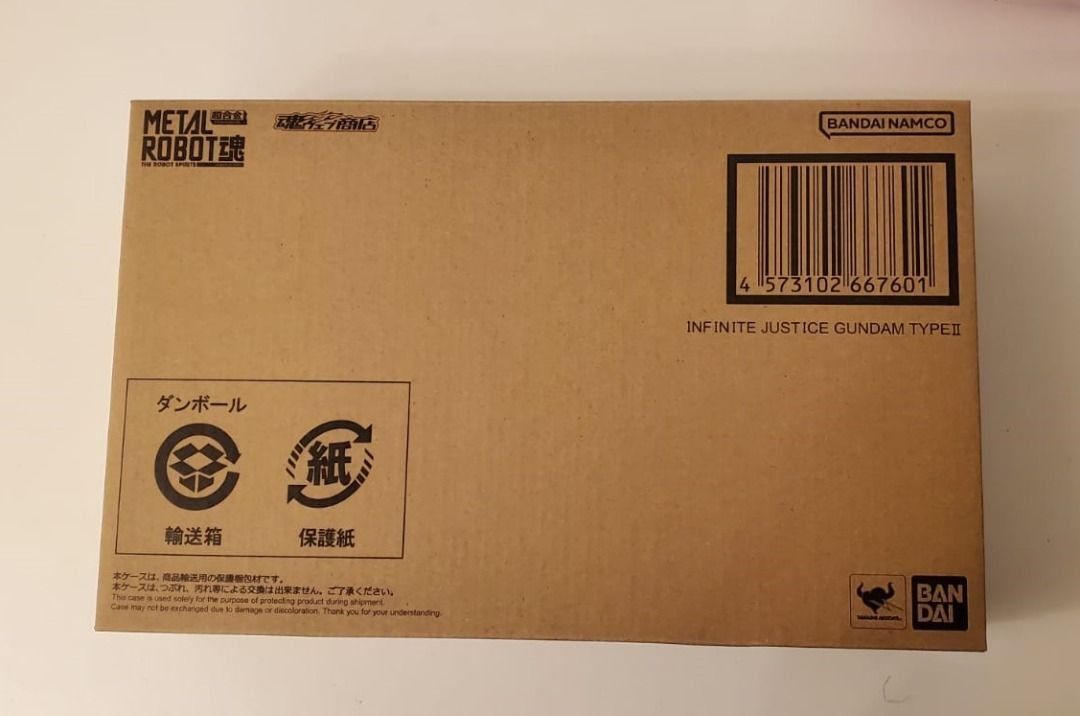 METAL
超合金
ROBOT魂
THE ROBOT SPIRITS
魂ウェブ商店
BANDAI NAMCO
4 573102 667601
INFINITE JUSTICE GUNDAM TYPEⅡ
ダンボール
紙
輸送箱
保護紙
本ケースは、商品輸送用の保護梱包材です。
本ケースは、つぶれ、汚れ等による交換は出来ません。ご了承ください。
This case is used solely for the purpose of protecting product during shipment.
Case may not be exchanged due to damage or discoloration. Thank you for your understanding.
BAN
DAI